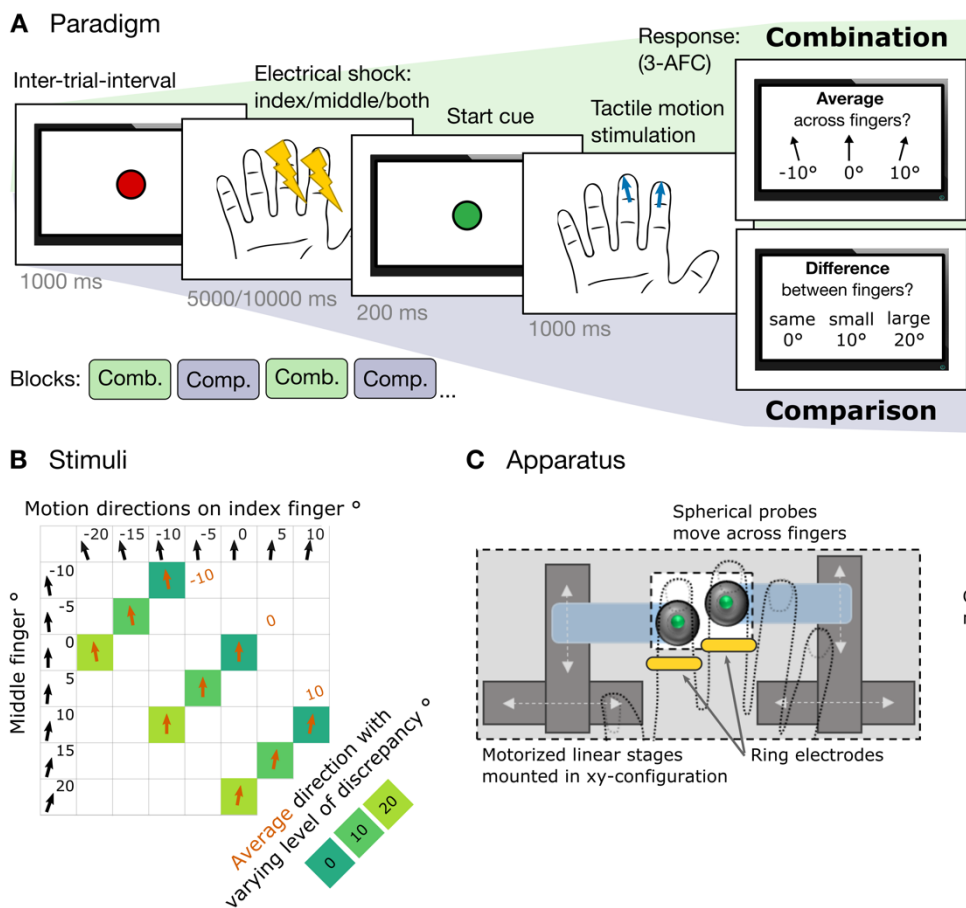 A Paradigm
Inter-trial-interval
1000 ms
Electrical shock:
index/middle/both
5000/10000 ms
Start cue
200 ms
Tactile motion
stimulation
1000 ms
Response:
(3-AFC)
Combination
Average
across fingers?
-10° 0° 10°
Difference
between fingers?
same small large
0° 10° 20°
Comparison
Blocks: Comb. Comp. Comb. Comp. ...
B Stimuli
Motion directions on index finger °
-20 -15 -10 -5 0 5 10
Middle finger °
-10
-5
0
5
10
15
20
-10
0
10
Average direction with
varying level of discrepancy °
0 10 20
C Apparatus
Spherical probes
move across fingers
Motorized linear stages
mounted in xy-configuration
Ring electrodes